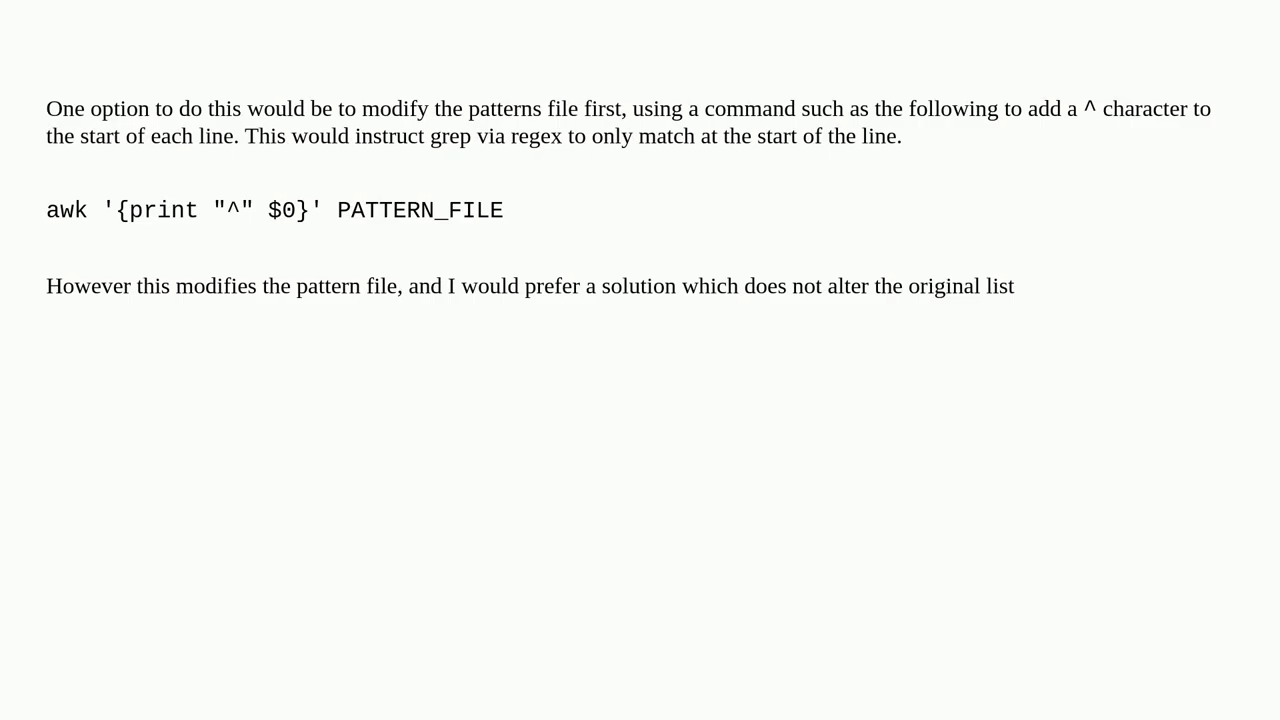 One option to do this would be to modify the patterns file first, using a command such as the following to add a ^ character to
the start of each line. This would instruct grep via regex to only match at the start of the line.
awk '{print "^" $0}' PATTERN_FILE
However this modifies the pattern file, and I would prefer a solution which does not alter the original list